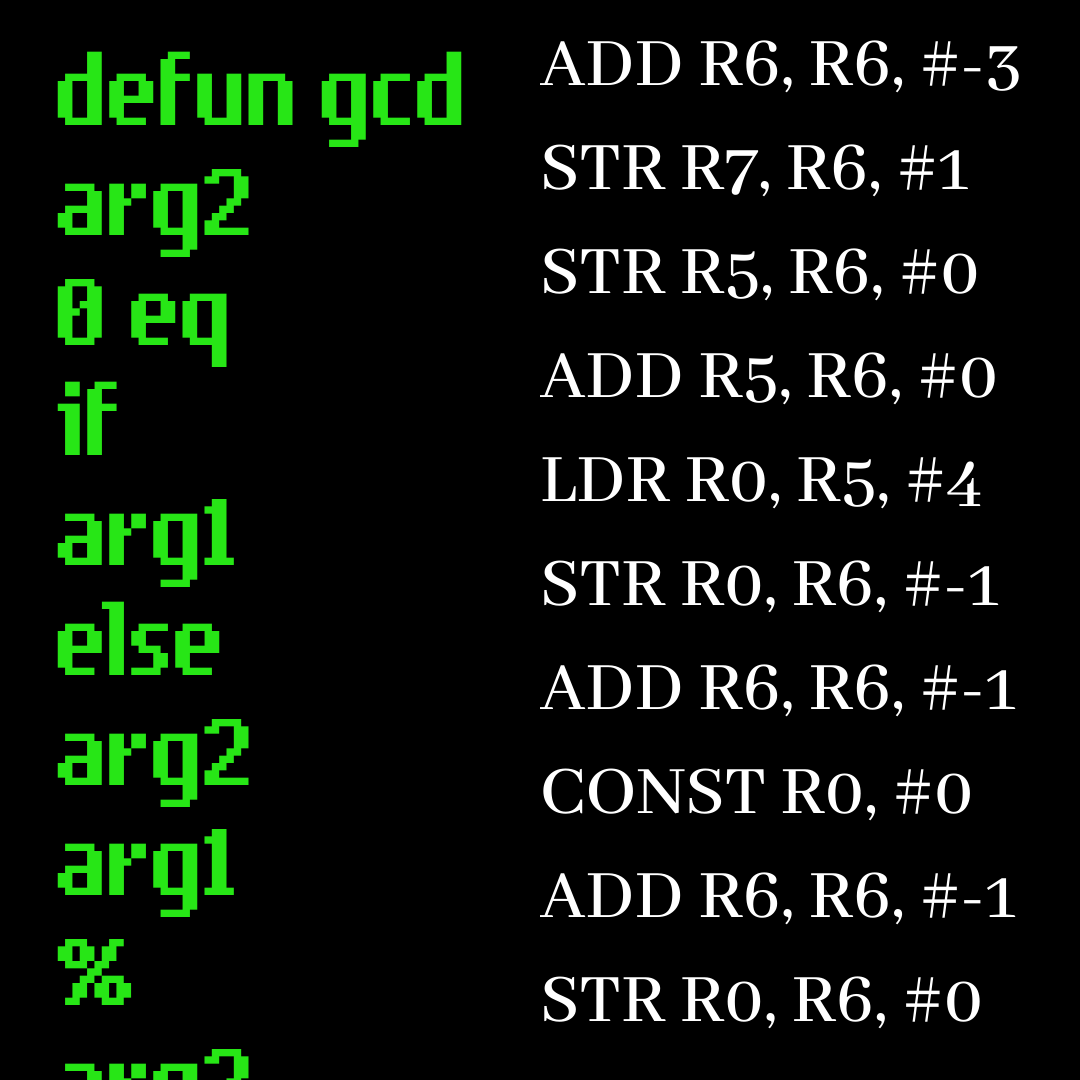 defun gcd
arg2
0 eq
if
arg1
else
arg2
arg1
%
ADD R6, R6, #-3
STR R7, R6, #1
STR R5, R6, #0
ADD R5, R6, #0
LDR R0, R5, #4
STR R0, R6, #-1
ADD R6, R6, #-1
CONST R0, #0
ADD R6, R6, #-1
STR R0, R6, #0